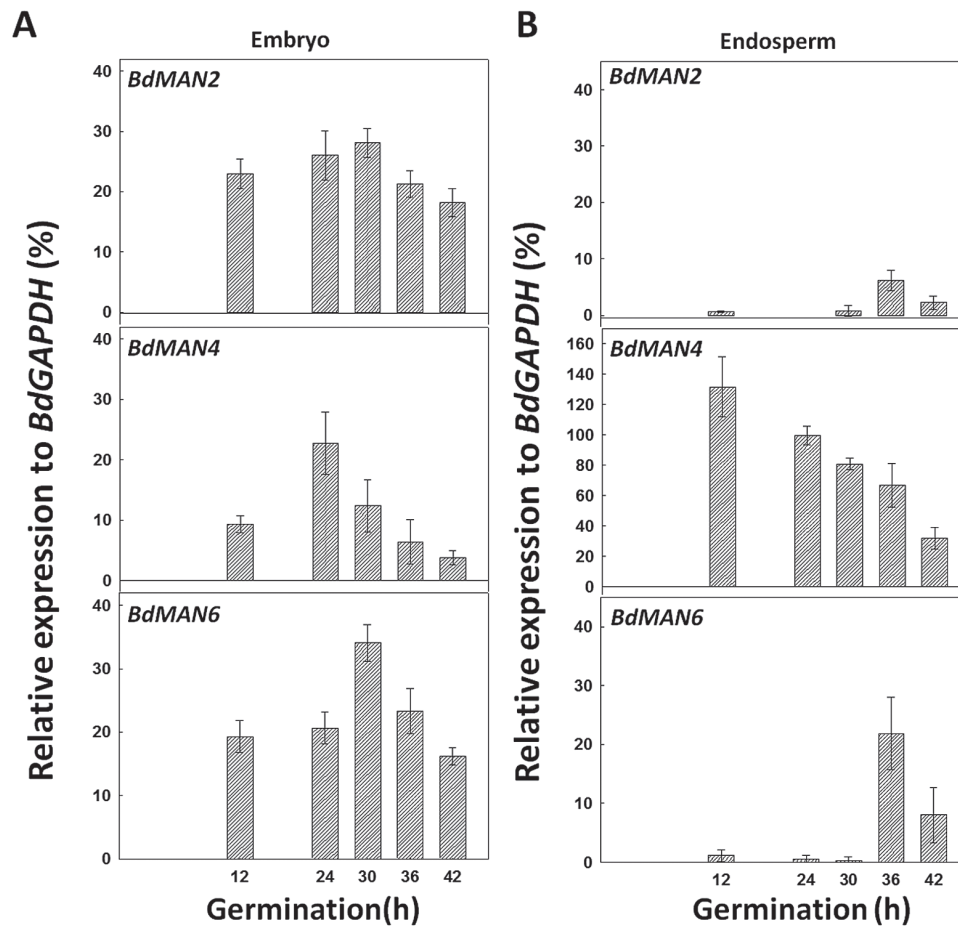 A
Embryo
Relative expression to BdGAPDH (%)
BdMAN2
40
30
20
10
0
BdMAN4
40
30
20
10
0
BdMAN6
40
30
20
10
0
12 24 30 36 42
Germination(h)
B
Endosperm
Relative expression to BdGAPDH (%)
BdMAN2
40
30
20
10
0
BdMAN4
160
140
120
100
80
60
40
20
0
BdMAN6
40
30
20
10
0
12 24 30 36 42
Germination (h)